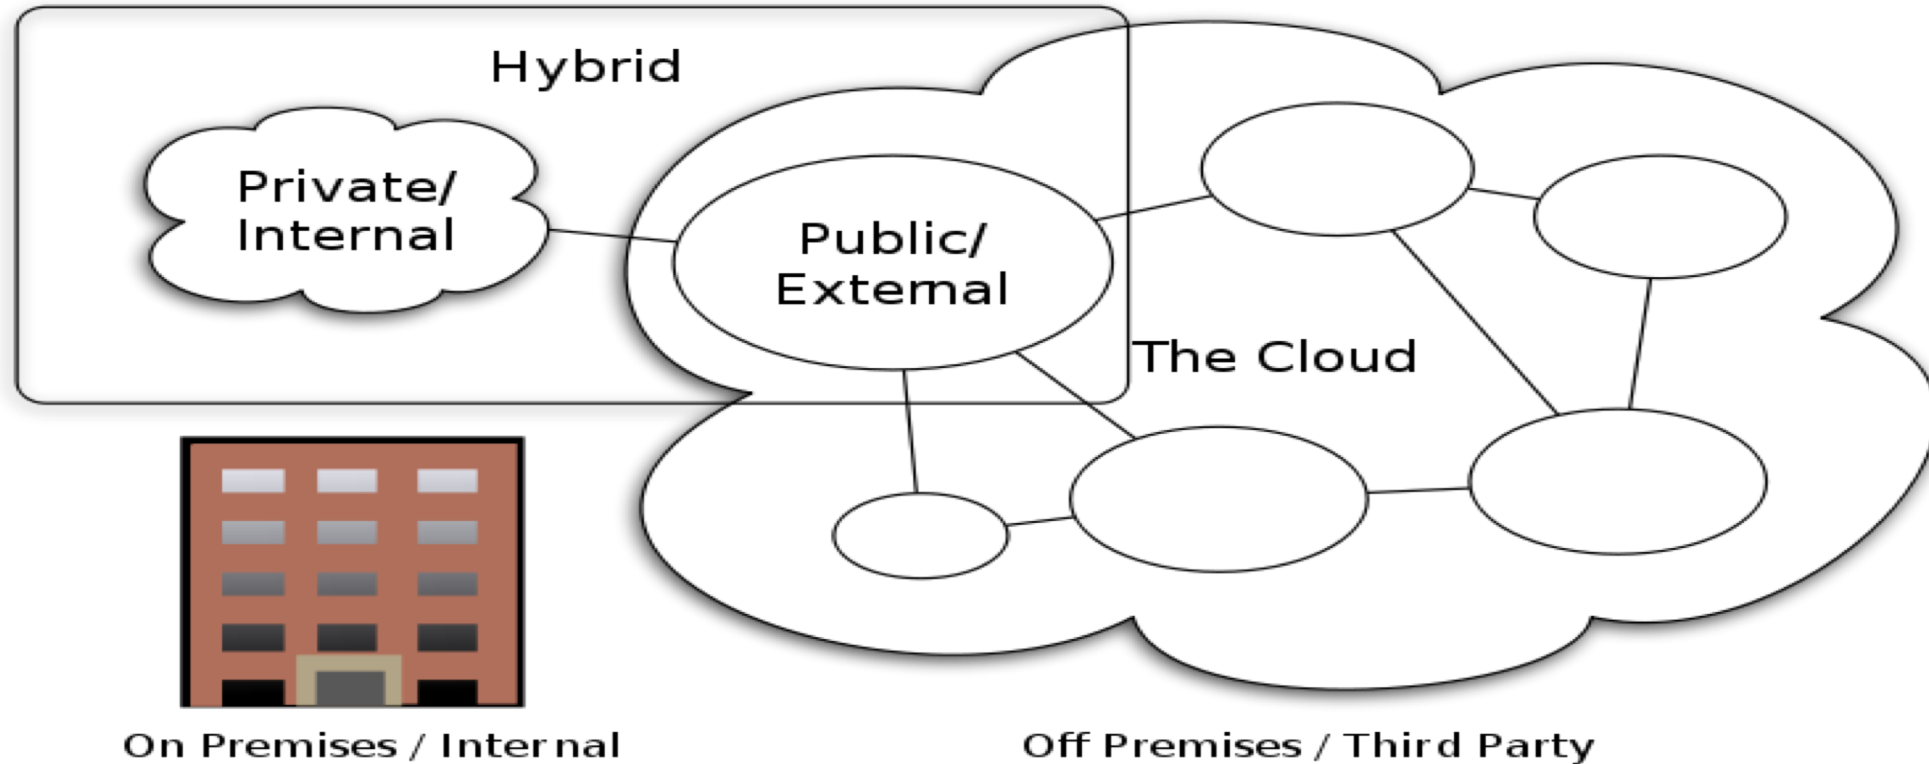 Hybrid
Private/
Internal
Public/
External
The Cloud
On Premises / Internal
Off Premises / Third Party